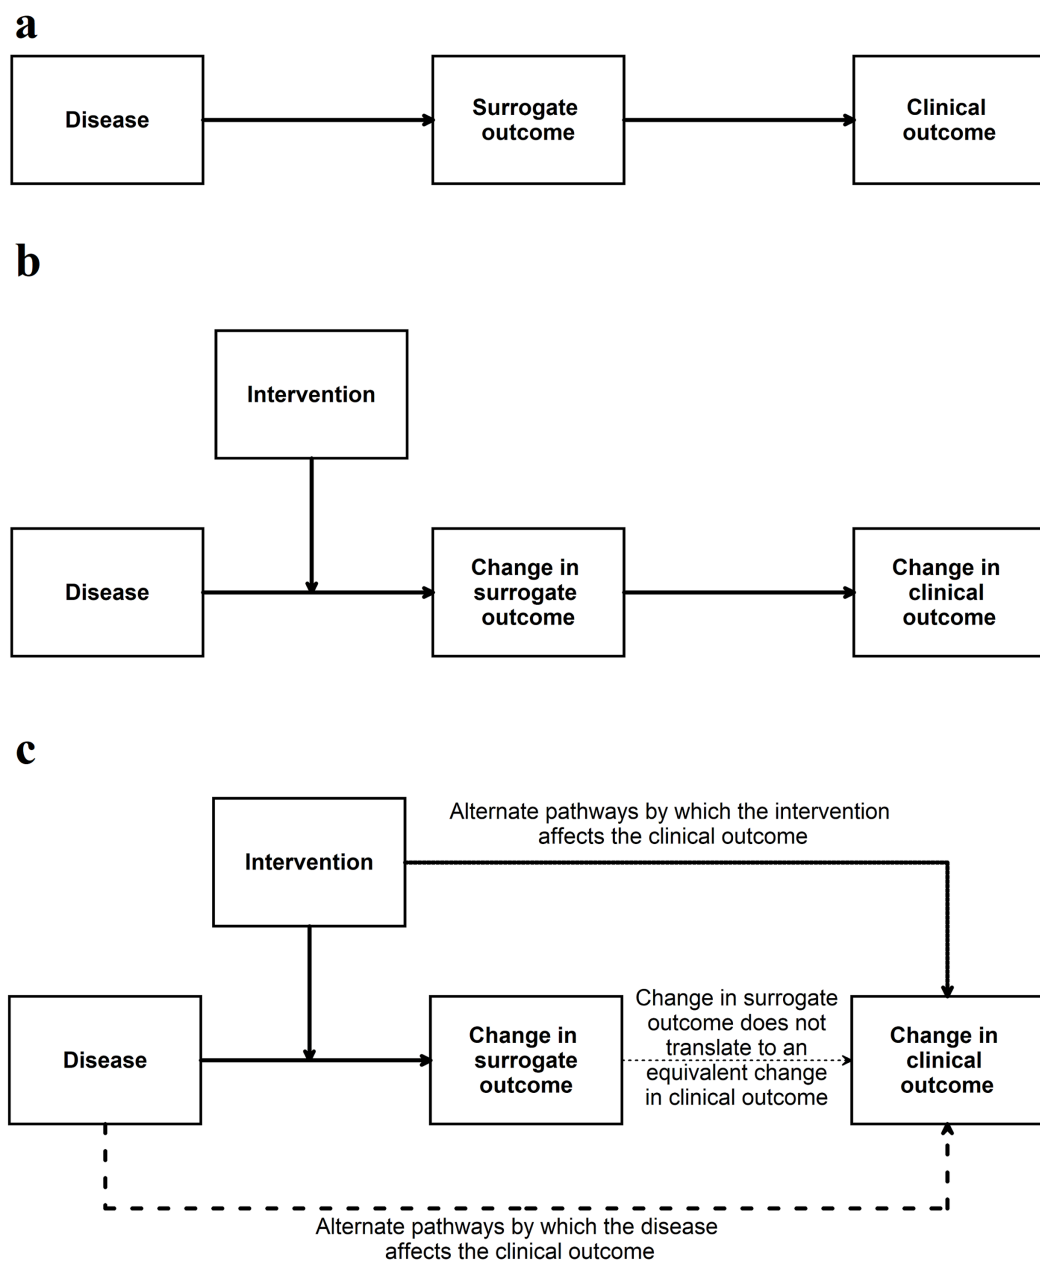 a
Disease
Surrogate
outcome
Clinical
outcome
b
Intervention
Disease
Change in
surrogate
outcome
Change in
clinical
outcome
c
Intervention
Alternate pathways by which the intervention
affects the clinical outcome
Disease
Change in
surrogate
outcome
Change in surrogate
outcome does not
translate to an
equivalent change
in clinical outcome
Change in
clinical
outcome
Alternate pathways by which the disease
affects the clinical outcome